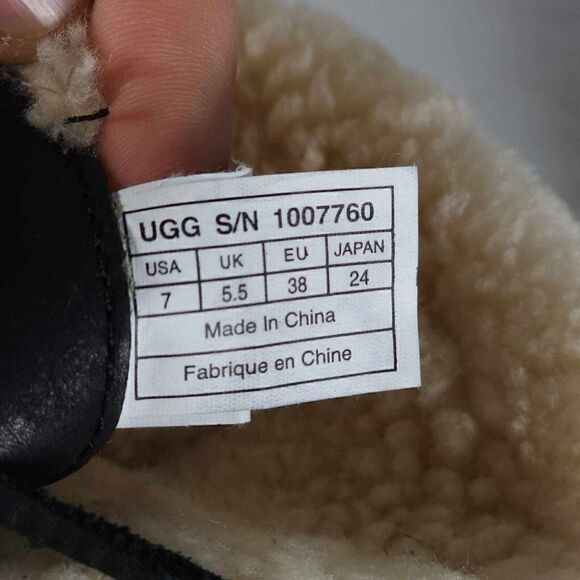 UGG S/N 1007760
USA UK EU JAPAN
7 5.5 38 24
Made In China
Fabrique en Chine